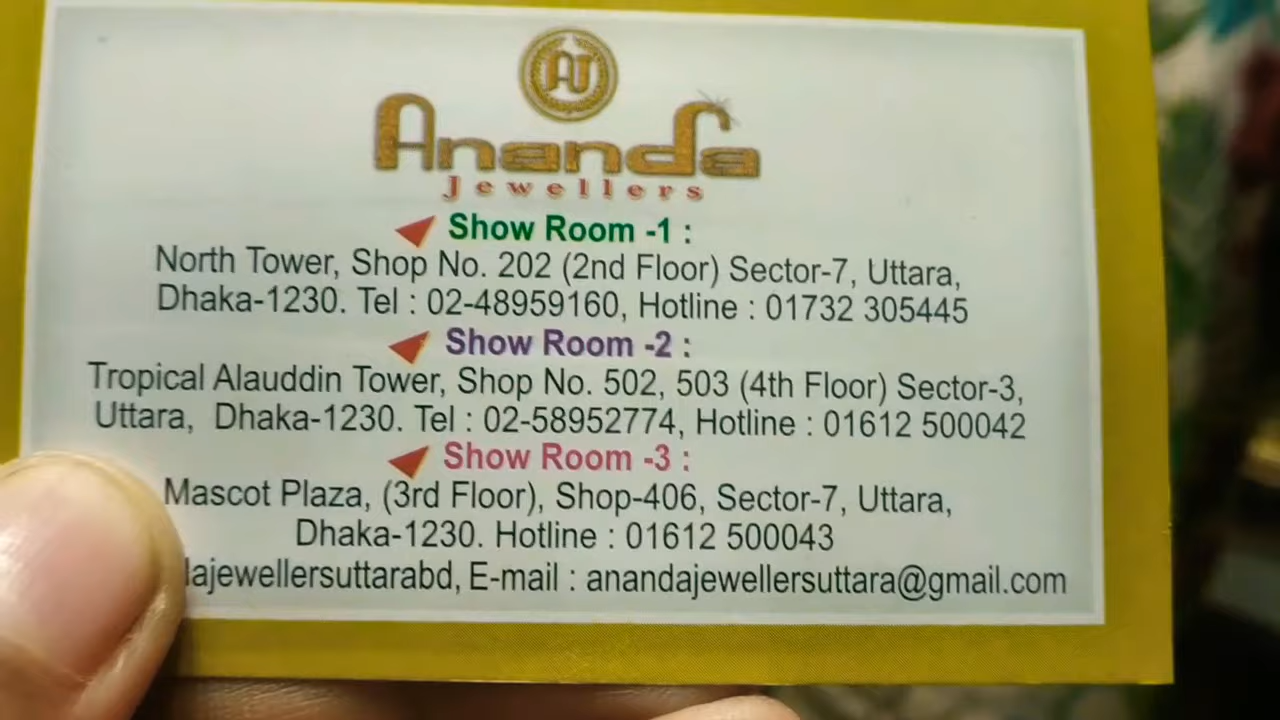 AJ
Ananda
Jewellers
Show Room -1 :
North Tower, Shop No. 202 (2nd Floor) Sector-7, Uttara,
Dhaka-1230. Tel : 02-48959160, Hotline : 01732 305445
Show Room -2 :
Tropical Alauddin Tower, Shop No. 502, 503 (4th Floor) Sector-3,
Uttara, Dhaka-1230. Tel : 02-58952774, Hotline : 01612 500042
Show Room -3 :
Mascot Plaza, (3rd Floor), Shop-406, Sector-7, Uttara,
Dhaka-1230. Hotline : 01612 500043
E-mail : anandajewellersuttara@gmail.com